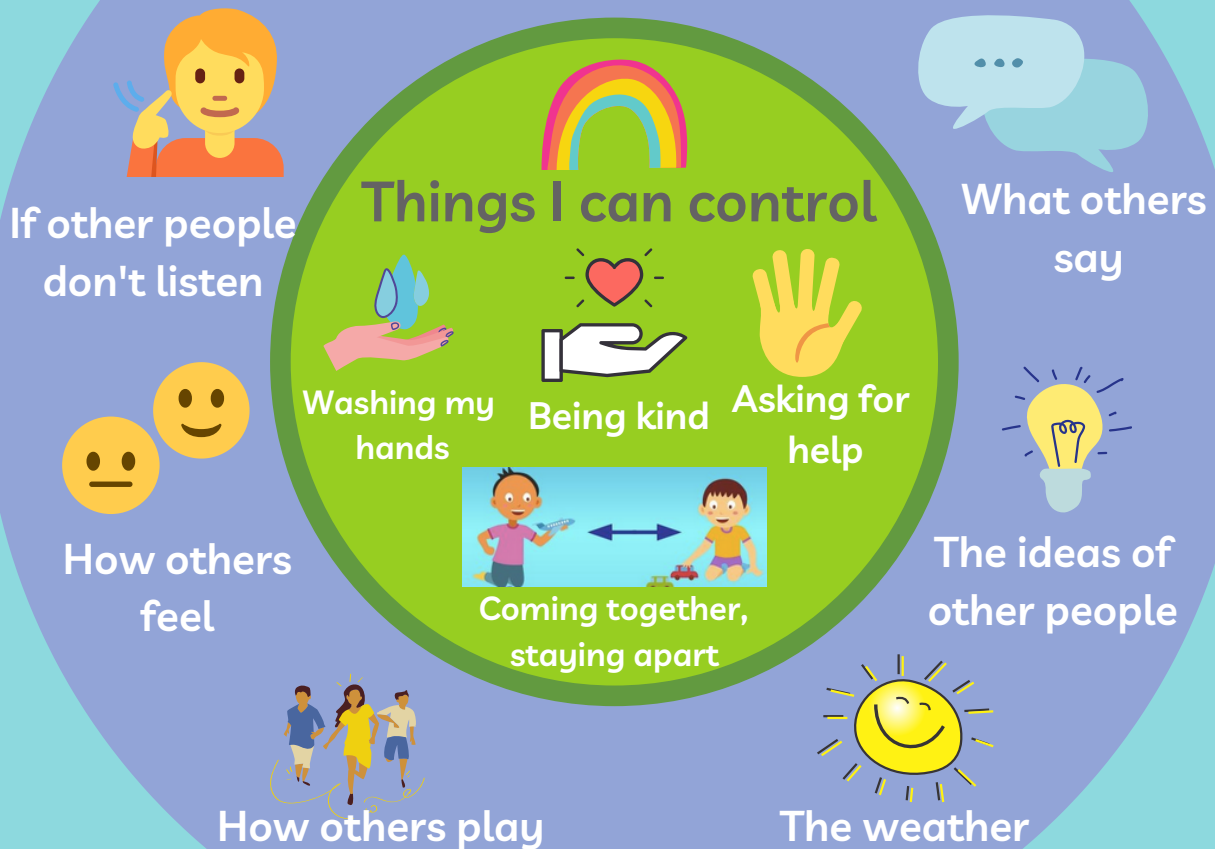 If other people
don't listen
What others
say
Things I can control
Washing my
hands
Being kind
Asking for
help
Coming together,
staying apart
How others
feel
The ideas of
other people
How others play
The weather